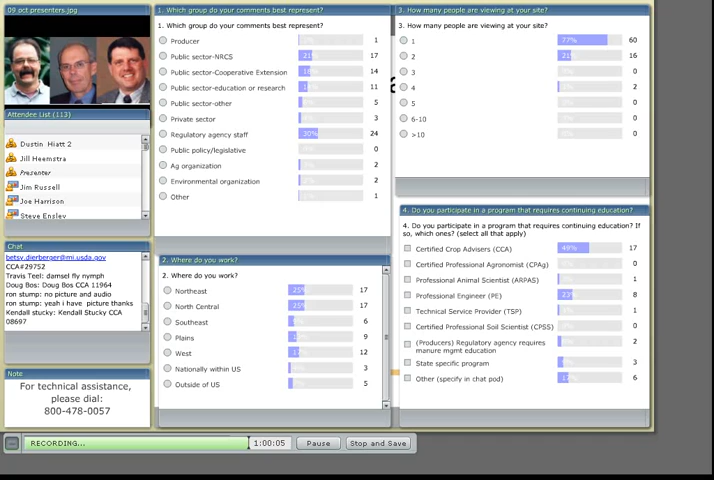 09 oct presenters.jpg
Attendee List (113)
Dustin Hiatt 2
Jill Heemstra
Presenter
Jim Russell
Joe Harrison
Steve Ensley
Chat
betsy.dierberger@mi.usda.gov
CCA#29752
Travis Teel: damsel fly nymph
Doug Bos: Doug Bos CCA 11964
ron stump: no picture and audio
ron stump: yeah i have picture thanks
Kendall stucky: Kendall Stucky CCA
08697
Note
For technical assistance,
please dial:
800-478-0057
1. Which group do your comments best represent?
1. Which group do your comments best represent?
Producer 1
Public sector-NRCS 21% 17
Public sector-Cooperative Extension 14
Public sector-education or research 11
Public sector-other 5
Private sector 3
Regulatory agency staff 30% 24
Public policy/legislative 0
Ag organization 2
Environmental organization 2
Other 1
2. Where do you work?
2. Where do you work?
Northeast 25% 17
North Central 25% 17
Southeast 6
Plains 9
West 12
Nationally within US 3
Outside of US 5
3. How many people are viewing at your site?
3. How many people are viewing at your site?
1 77% 60
2 21% 16
3 0
4 2
5 0
6-10 0
>10 0
4. Do you participate in a program that requires continuing education?
4. Do you participate in a program that requires continuing education? If
so, which ones? (select all that apply)
Certified Crop Advisers (CCA) 49% 17
Certified Professional Agronomist (CPAg) 0
Professional Animal Scientist (ARPAS) 1
Professional Engineer (PE) 8
Technical Service Provider (TSP) 1
Certified Professional Soil Scientist (CPSS) 0
(Producers) Regulatory agency requires 2
manure mgmt education
State specific program 3
Other (specify in chat pod) 6
RECORDING... 1:00:05 Pause Stop and Save